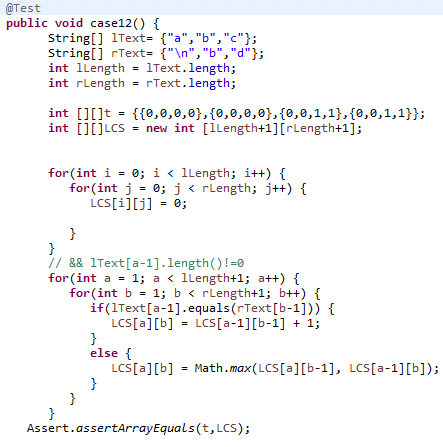 @Test
public void case12() {
String[] lText= {"a","b","c"};
String[] rText= {"\n","b","d"};
int lLength = lText.length;
int rLength = rText.length;
int [][]t = {{0,0,0,0},{0,0,0,0},{0,0,1,1},{0,0,1,1}};
int [][]LCS = new int [lLength+1][rLength+1];
for(int i = 0; i < lLength; i++) {
for(int j = 0; j < rLength; j++) {
LCS[i][j] = 0;
}
}
// && lText[a-1].length()!=0
for(int a = 1; a < lLength+1; a++) {
for(int b = 1; b < rLength+1; b++) {
if(lText[a-1].equals(rText[b-1])) {
LCS[a][b] = LCS[a-1][b-1] + 1;
}
else {
LCS[a][b] = Math.max(LCS[a][b-1], LCS[a-1][b]);
}
}
}
Assert.assertArrayEquals(t,LCS);